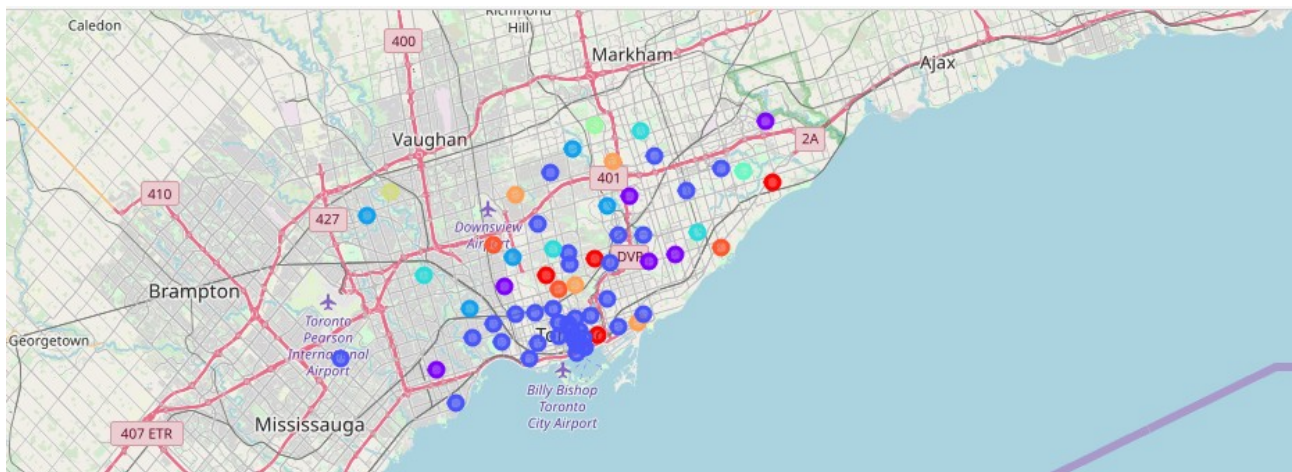 Caledon
Richmond
Hill
400
Markham
Ajax
Vaughan
2A
401
410
427
Downsview
Airport
DVP
Brampton
Toronto
Pearson
International
Airport
Georgetown
Billy Bishop
Toronto
City Airport
Mississauga
407 ETR